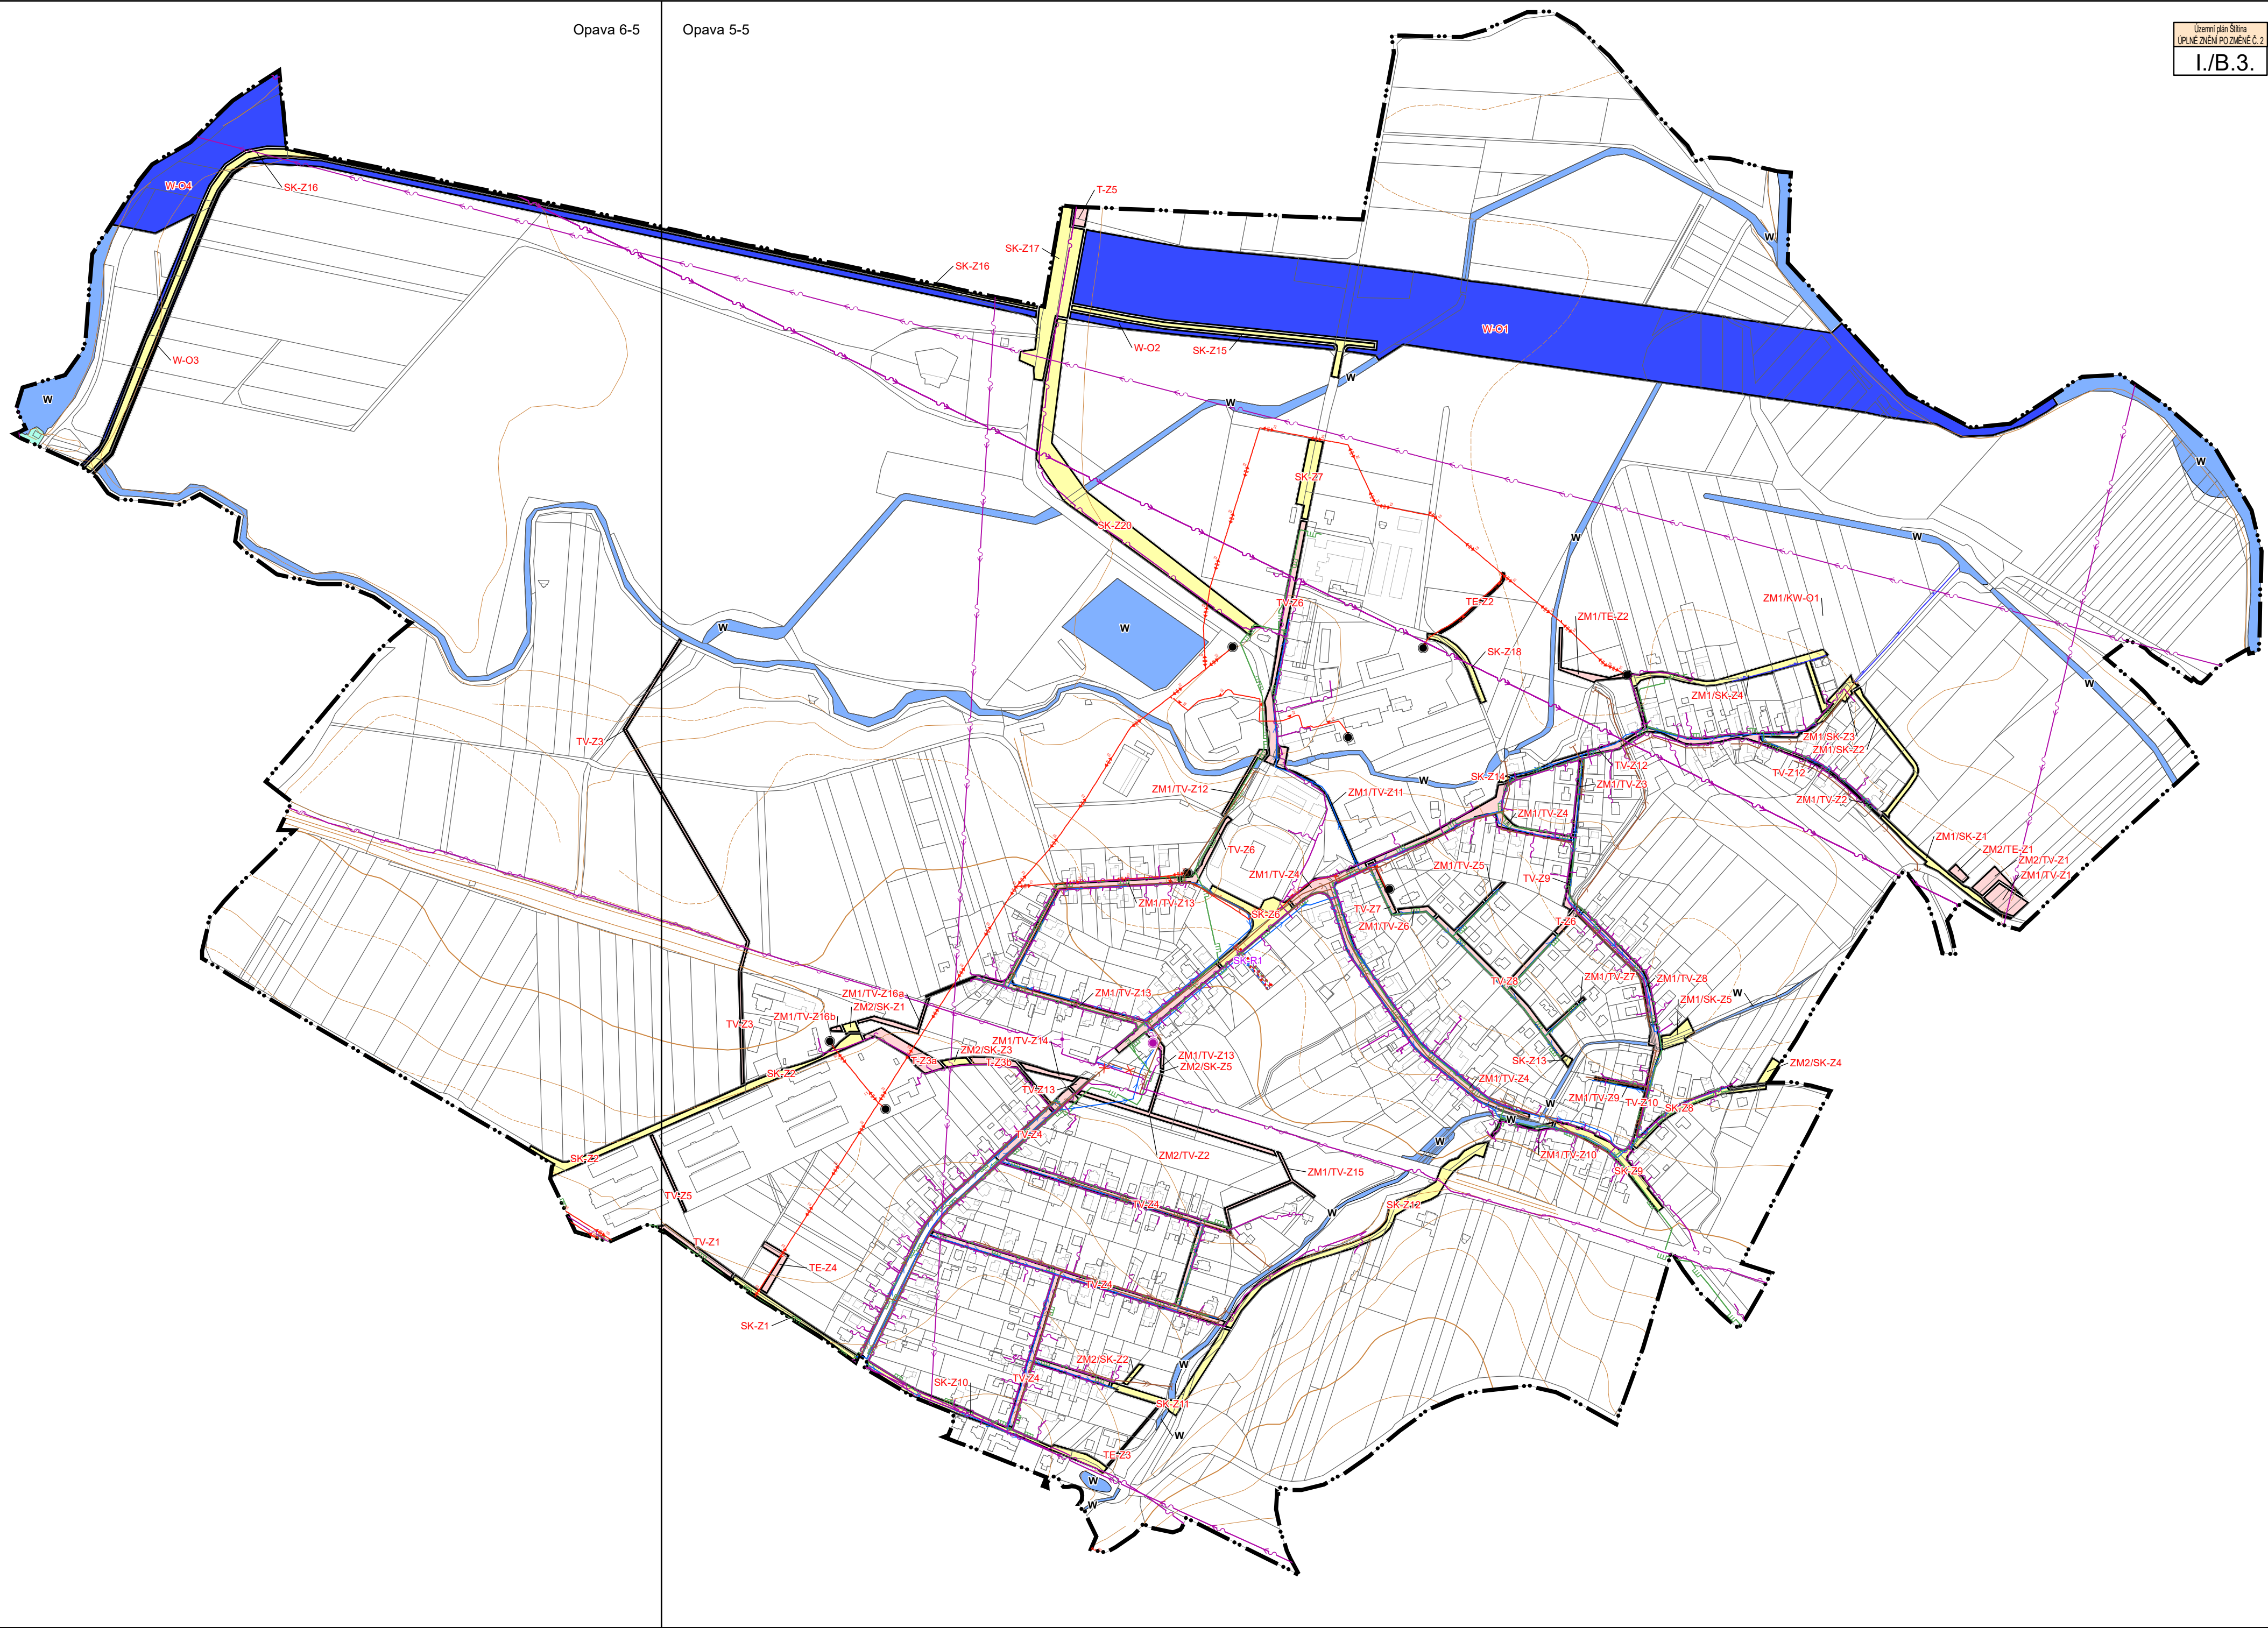 Opava 6-5
Opava 5-5
Územní plán Štítina
ÚPLNÉ ZNĚNÍ PO ZMĚNĚ Č. 2
I./B.3.
W-O4
SK-Z16
T-Z5
SK-Z17
SK-Z16
W
W-O3
W-O2
SK-Z15
W-O1
W
W
W
W
SK-Z7
SK-Z20
W
W
TV-Z6
TE-Z2
ZM1/TE-Z2
ZM1/KW-O1
W
W
SK-Z18
W
ZM1/SK-Z4
TV-Z3
ZM1/SK-Z3
ZM1/SK-Z2
TV-Z12
TV-Z12
SK-Z14
W
ZM1/TV-Z3
ZM1/TV-Z12
ZM1/TV-Z11
ZM1/TV-Z2
ZM1/TV-Z4
ZM1/SK-Z1
ZM2/TE-Z1
ZM2/TV-Z1
ZM1/TV-Z1
TV-Z6
ZM1/TV-Z5
ZM1/TV-Z4
TV-Z9
ZM1/TV-Z13
SK-Z6
TV-Z7
ZM1/TV-Z6
T-Z6
SK-R1
TV-Z8
ZM1/TV-Z7
ZM1/TV-Z8
ZM1/SK-Z5
W
ZM1/TV-Z16a
ZM1/TV-Z13
ZM2/SK-Z1
ZM1/TV-Z16b
TV-Z3
ZM1/TV-Z14
ZM2/SK-Z3
T-Z3a
T-Z3b
ZM1/TV-Z13
ZM2/SK-Z5
SK-Z13
ZM2/SK-Z4
SK-Z2
TV-Z13
ZM1/TV-Z4
ZM1/TV-Z9
TV-Z10
SK-Z8
W
W
W
TV-Z4
ZM2/TV-Z2
ZM1/TV-Z10
SK-Z2
ZM1/TV-Z15
SK-Z9
TV-Z5
TV-Z4
SK-Z12
W
TV-Z1
TE-Z4
TV-Z4
SK-Z1
ZM2/SK-Z2
W
TV-Z4
SK-Z10
SK-Z11
W
TE-Z3
W
W